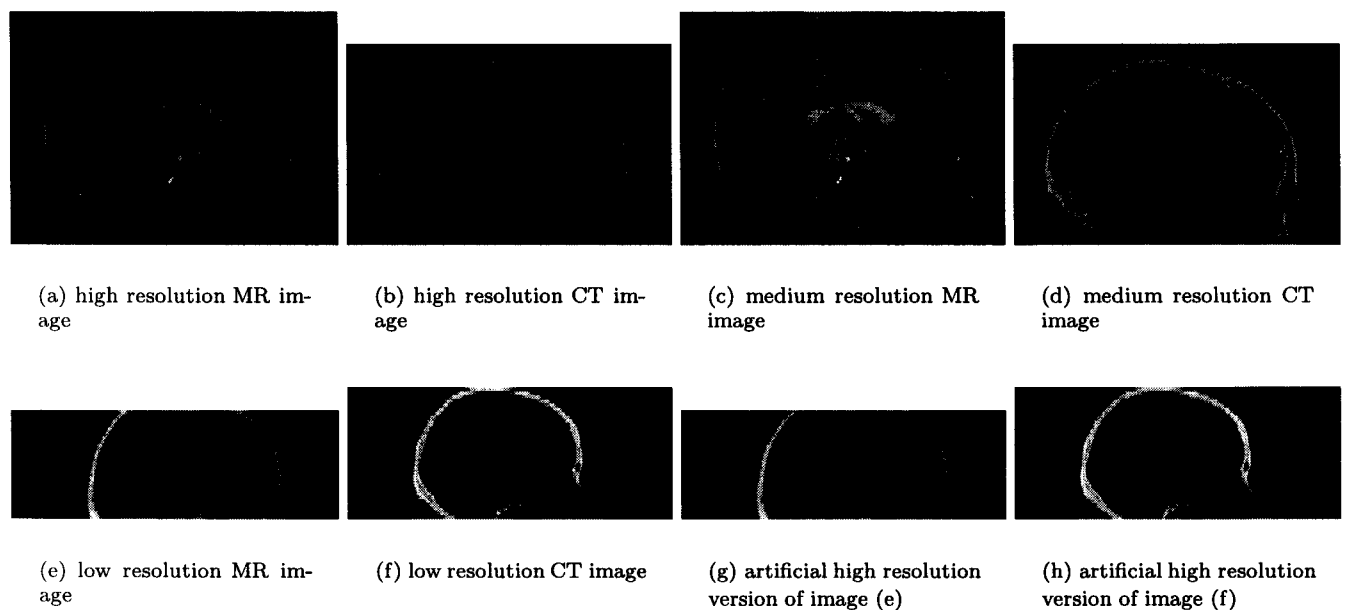 (a) high resolution MR im-
age
(b) high resolution CT im-
age
(c) medium resolution MR
image
(d) medium resolution CT
image
(e) low resolution MR im-
age
(f) low resolution CT image
(g) artificial high resolution
version of image (e)
(h) artificial high resolution
version of image (f)